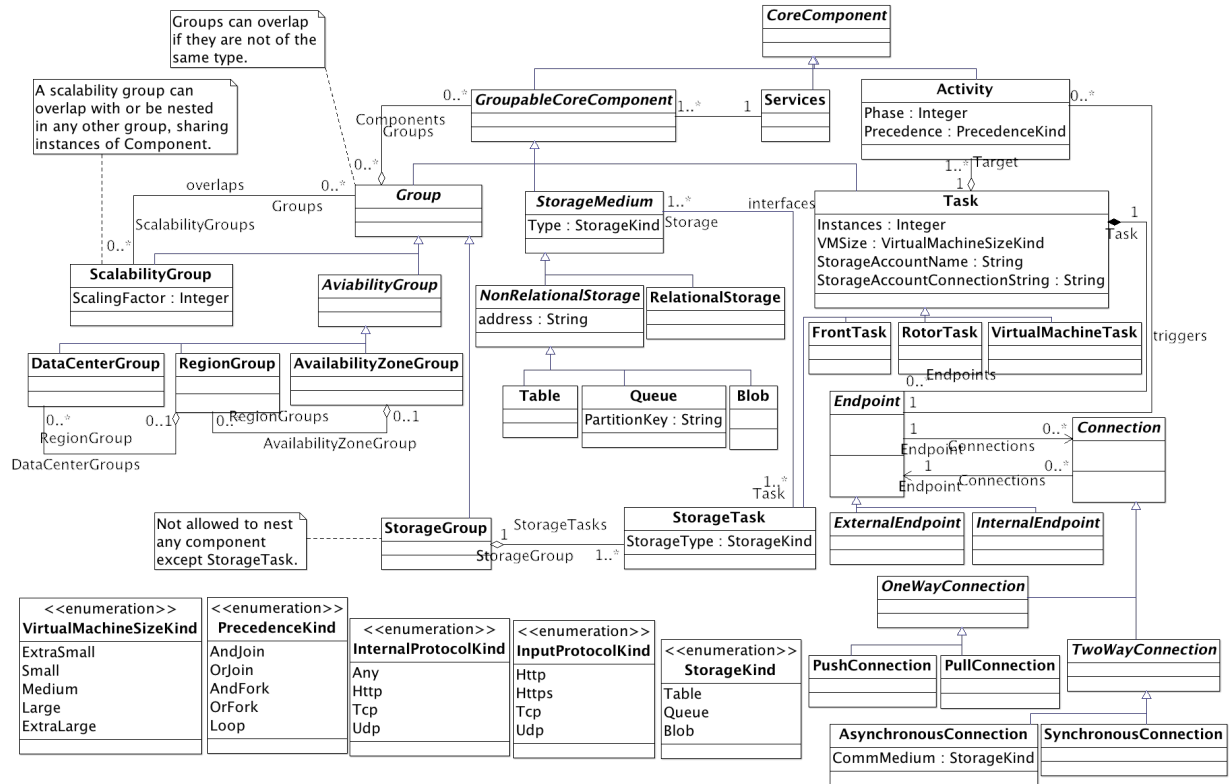 CoreComponent
Groups can overlap
if they are not of the
same type.
A scalability group can
overlap with or be nested
in any other group, sharing
instances of Component.
0..*
GroupableCoreComponent
1..*
1
Services
Activity
Phase : Integer
Precedence : PrecedenceKind
0..*
Components
Groups
0..*
1..*
Target
1
overlaps
0..*
Groups
ScalabilityGroups
0..*
Group
StorageMedium
Type : StorageKind
1..*
Storage
interfaces
Task
Instances : Integer
VMSize : VirtualMachineSizeKind
StorageAccountName : String
StorageAccountConnectionString : String
1
Task
ScalabilityGroup
ScalingFactor : Integer
AviabilityGroup
NonRelationalStorage
address : String
RelationalStorage
FrontTask
RotorTask
VirtualMachineTask
triggers
DataCenterGroup
RegionGroup
AvailabilityZoneGroup
0..*
RegionGroup
0..1
0..*
RegionGroups
0..1
AvailabilityZoneGroup
DataCenterGroups
Table
Queue
PartitionKey : String
Blob
0..*
Endpoints
Endpoint
1
1
0..*
Endpoint
Connections
1
0..*
Endpoint
Connections
Connection
1..*
Task
Not allowed to nest
any component
except StorageTask.
StorageGroup
1
StorageTasks
StorageGroup
1..*
StorageTask
StorageType : StorageKind
ExternalEndpoint
InternalEndpoint
OneWayConnection
PushConnection
PullConnection
TwoWayConnection
AsynchronousConnection
CommMedium : StorageKind
SynchronousConnection
<<enumeration>>
VirtualMachineSizeKind
ExtraSmall
Small
Medium
Large
ExtraLarge
<<enumeration>>
PrecedenceKind
AndJoin
OrJoin
AndFork
OrFork
Loop
<<enumeration>>
InternalProtocolKind
Any
Http
Tcp
Udp
<<enumeration>>
InputProtocolKind
Http
Https
Tcp
Udp
<<enumeration>>
StorageKind
Table
Queue
Blob